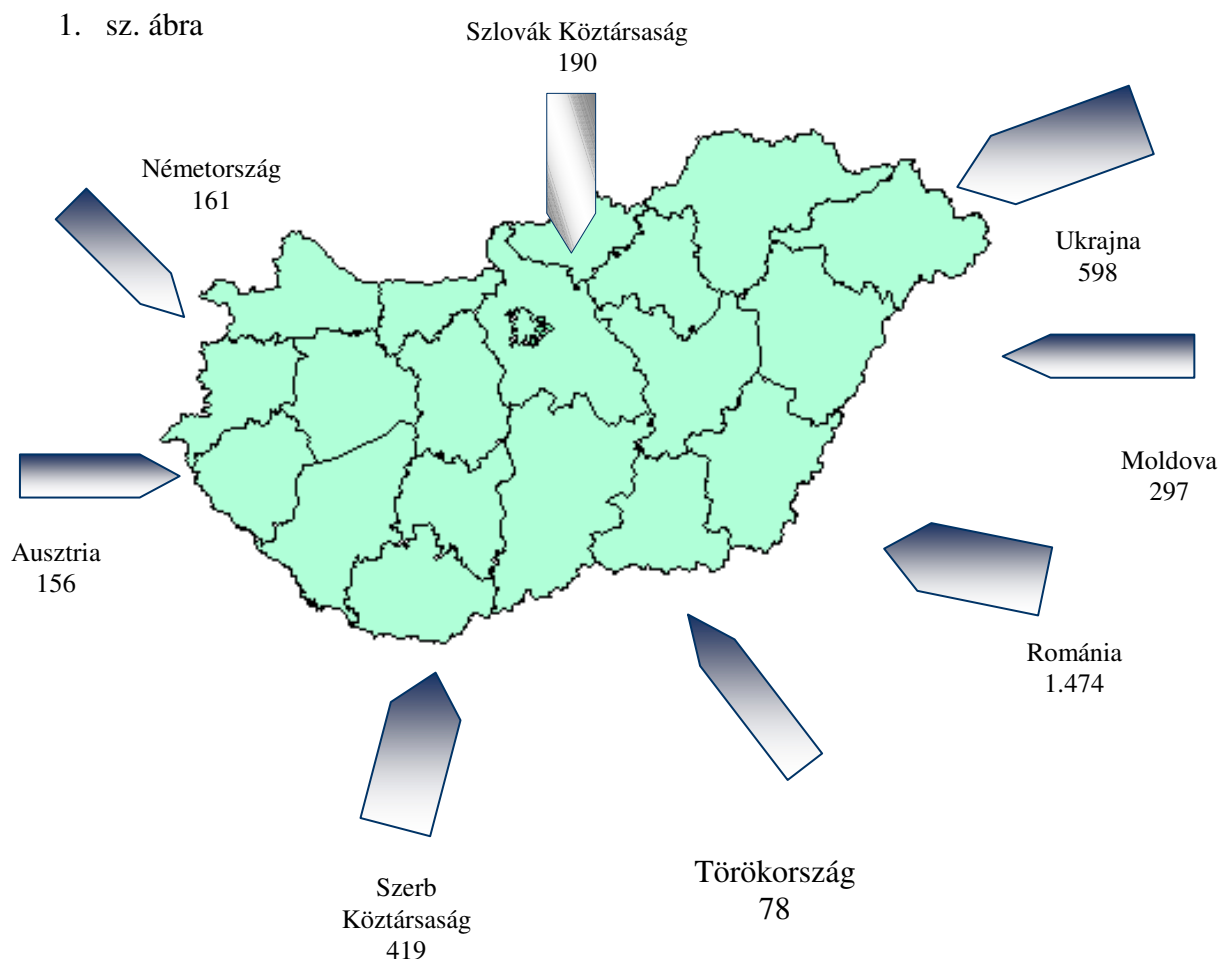 1. sz. ábra
Szlovák Köztársaság
190
Németország
161
Ukrajna
598
Moldova
297
Ausztria
156
Románia
1.474
Törökország
78
Szerb
Köztársaság
419